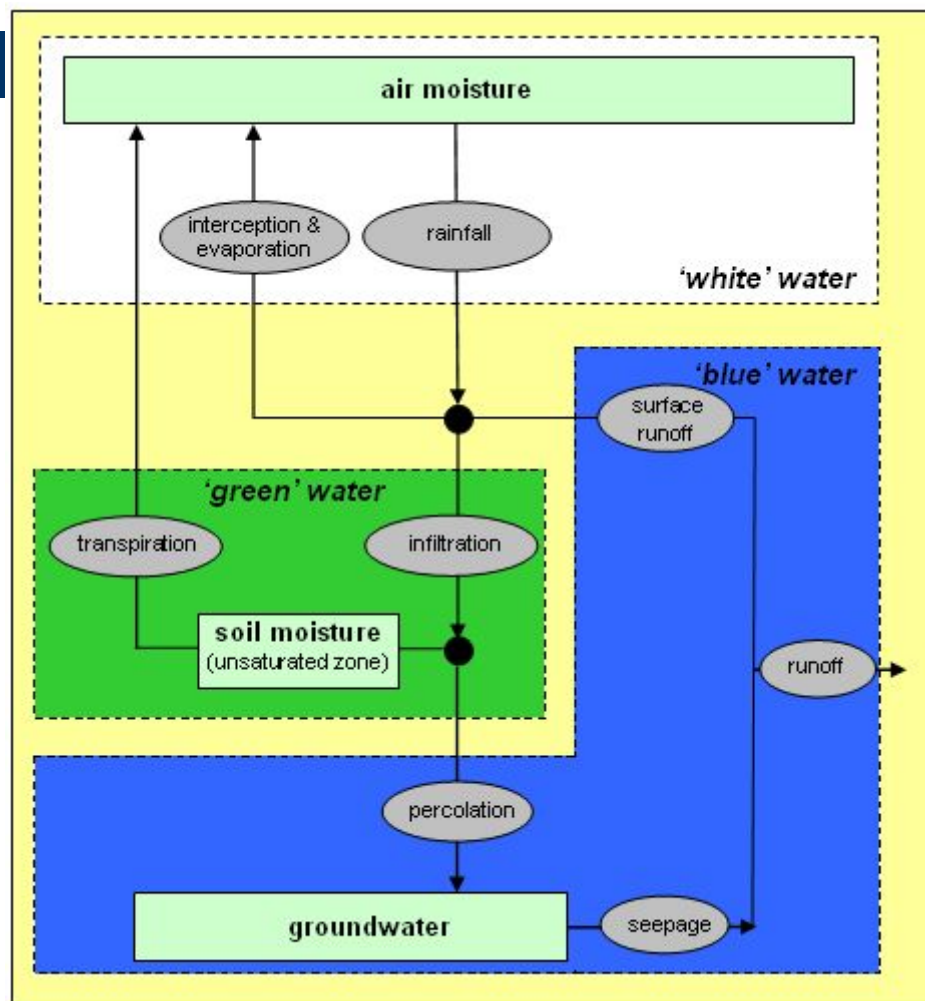 air moisture
interception &
evaporation
rainfall
'white' water
'blue' water
surface
runoff
'green' water
transpiration
infiltration
soil moisture
(unsaturated zone)
runoff
percolation
groundwater
seepage